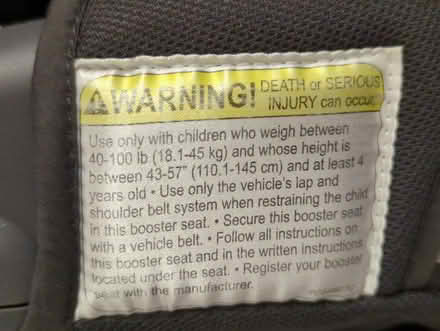 WARNING! DEATH or SERIOUS
INJURY can occur.
Use only with children who weigh between
40-100 lb (18.1-45 kg) and whose height is
between 43-57" (110.1-145 cm) and at least 4
years old • Use only the vehicle's lap and
shoulder belt system when restraining the child
in this booster seat. • Secure this booster seat
with a vehicle belt. • Follow all instructions on
this booster seat and in the written instructions
located under the seat. • Register your booster
seat with the manufacturer.